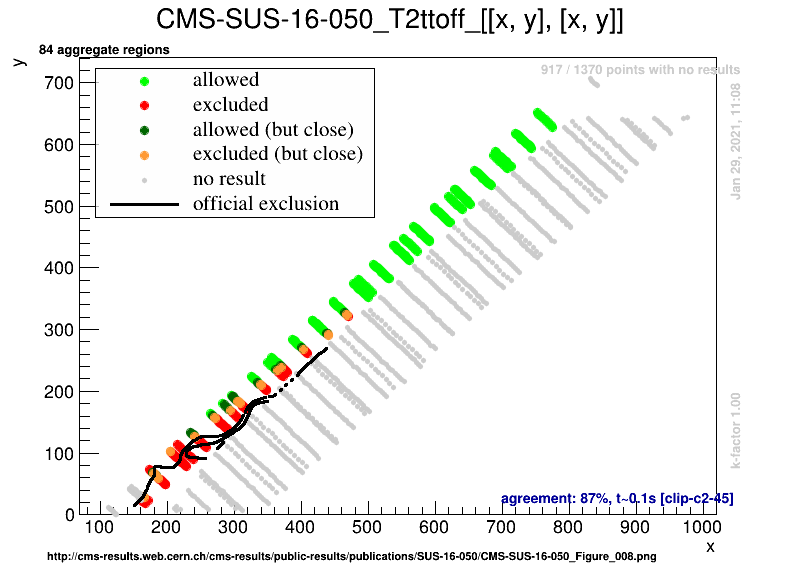 CMS-SUS-16-050_T2ttoff_[[x, y], [x, y]]
84 aggregate regions
y
917 / 1370 points with no results
allowed
excluded
allowed (but close)
excluded (but close)
no result
official exclusion
700
600
500
400
300
200
100
0
100 200 300 400 500 600 700 800 900 1000
x
Jan 29, 2021, 11:08
k-factor 1.00
agreement: 87%, t~0.1s [clip-c2-45]
http://cms-results.web.cern.ch/cms-results/public-results/publications/SUS-16-050/CMS-SUS-16-050_Figure_008.png